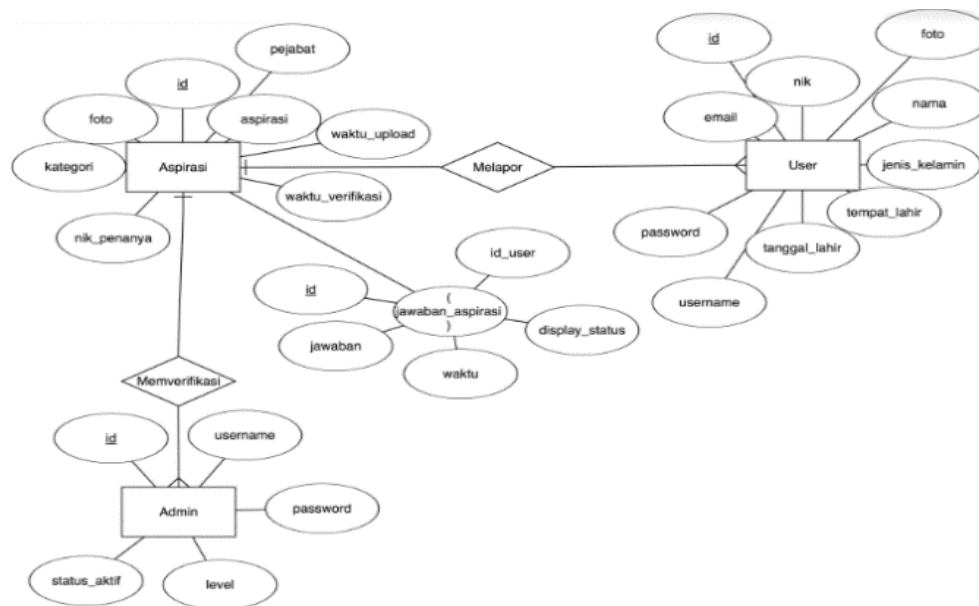 pejabat
id
foto
aspirasi
waktu_upload
kategori
Aspirasi
waktu_verifikasi
nik_penanya
Melapor
id
foto
nik
email
nama
User
jenis_kelamin
tempat_lahir
password
tanggal_lahir
username
id_user
id
(
jawaban_aspirasi
)
display_status
jawaban
waktu
Memverifikasi
id
username
Admin
password
status_aktif
level